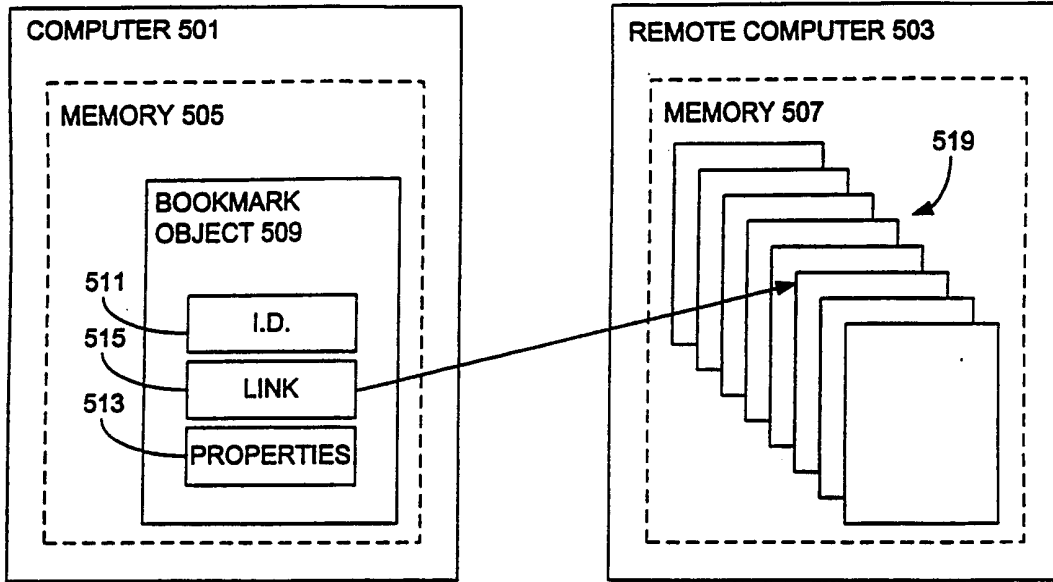 COMPUTER 501
MEMORY 505
BOOKMARK
OBJECT 509
511
I.D.
515
LINK
513
PROPERTIES
REMOTE COMPUTER 503
MEMORY 507
519